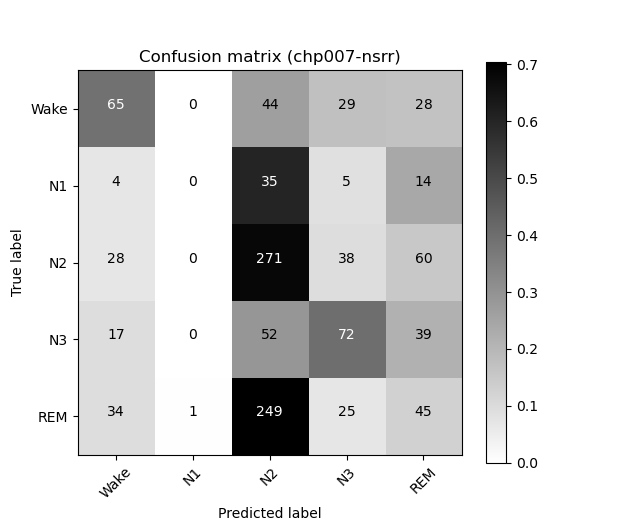 Confusion matrix (chp007-nsrr)
Wake 65 0 44 29 28
N1 4 0 35 5 14
N2 28 0 271 38 60
N3 17 0 52 72 39
REM 34 1 249 25 45
Wake N1 N2 N3 REM
Predicted label
True label
0.7
0.6
0.5
0.4
0.3
0.2
0.1
0.0